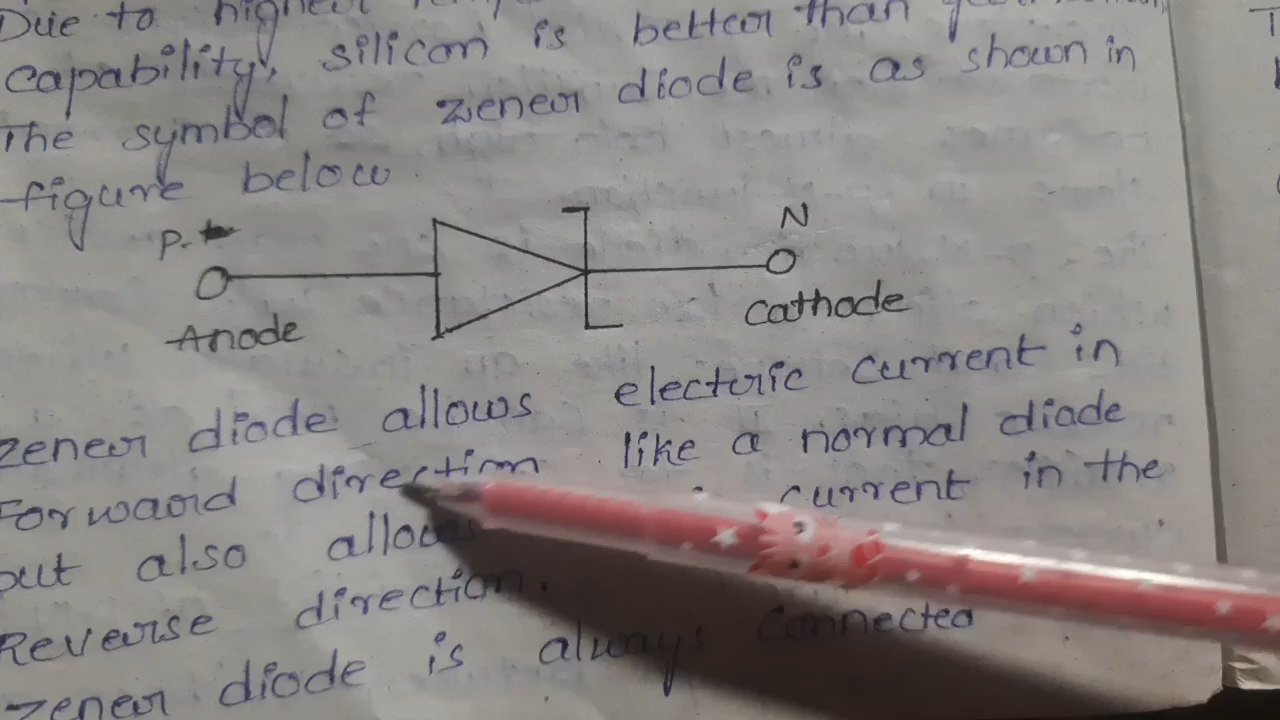 Due to higher
capability, silicon is better than
The symbol of zener diode is as shown in
figure below
P. N
Anode Cathode
Zener diode allows electric current in
Forward direction like a normal diode
but also allows current in the
Reverse direction.
Zener diode is always connected